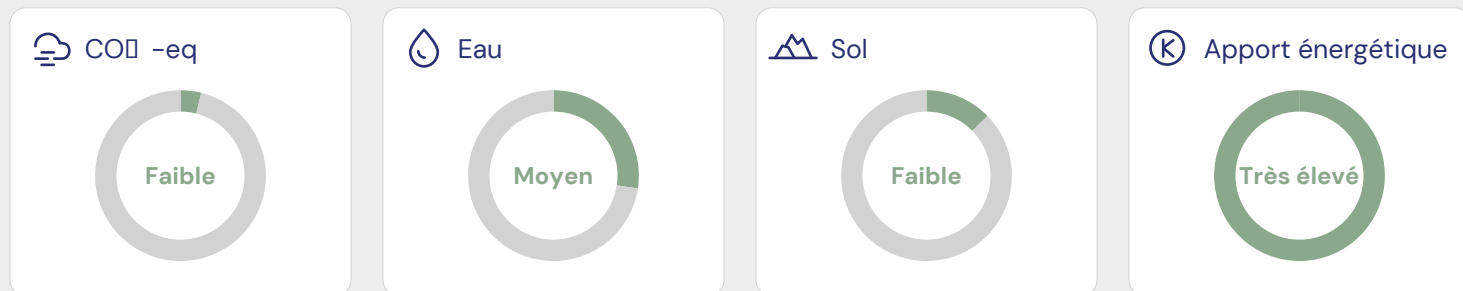 CO▯ -eq
Faible
Eau
Moyen
Sol
Faible
Apport énergétique
Très élevé